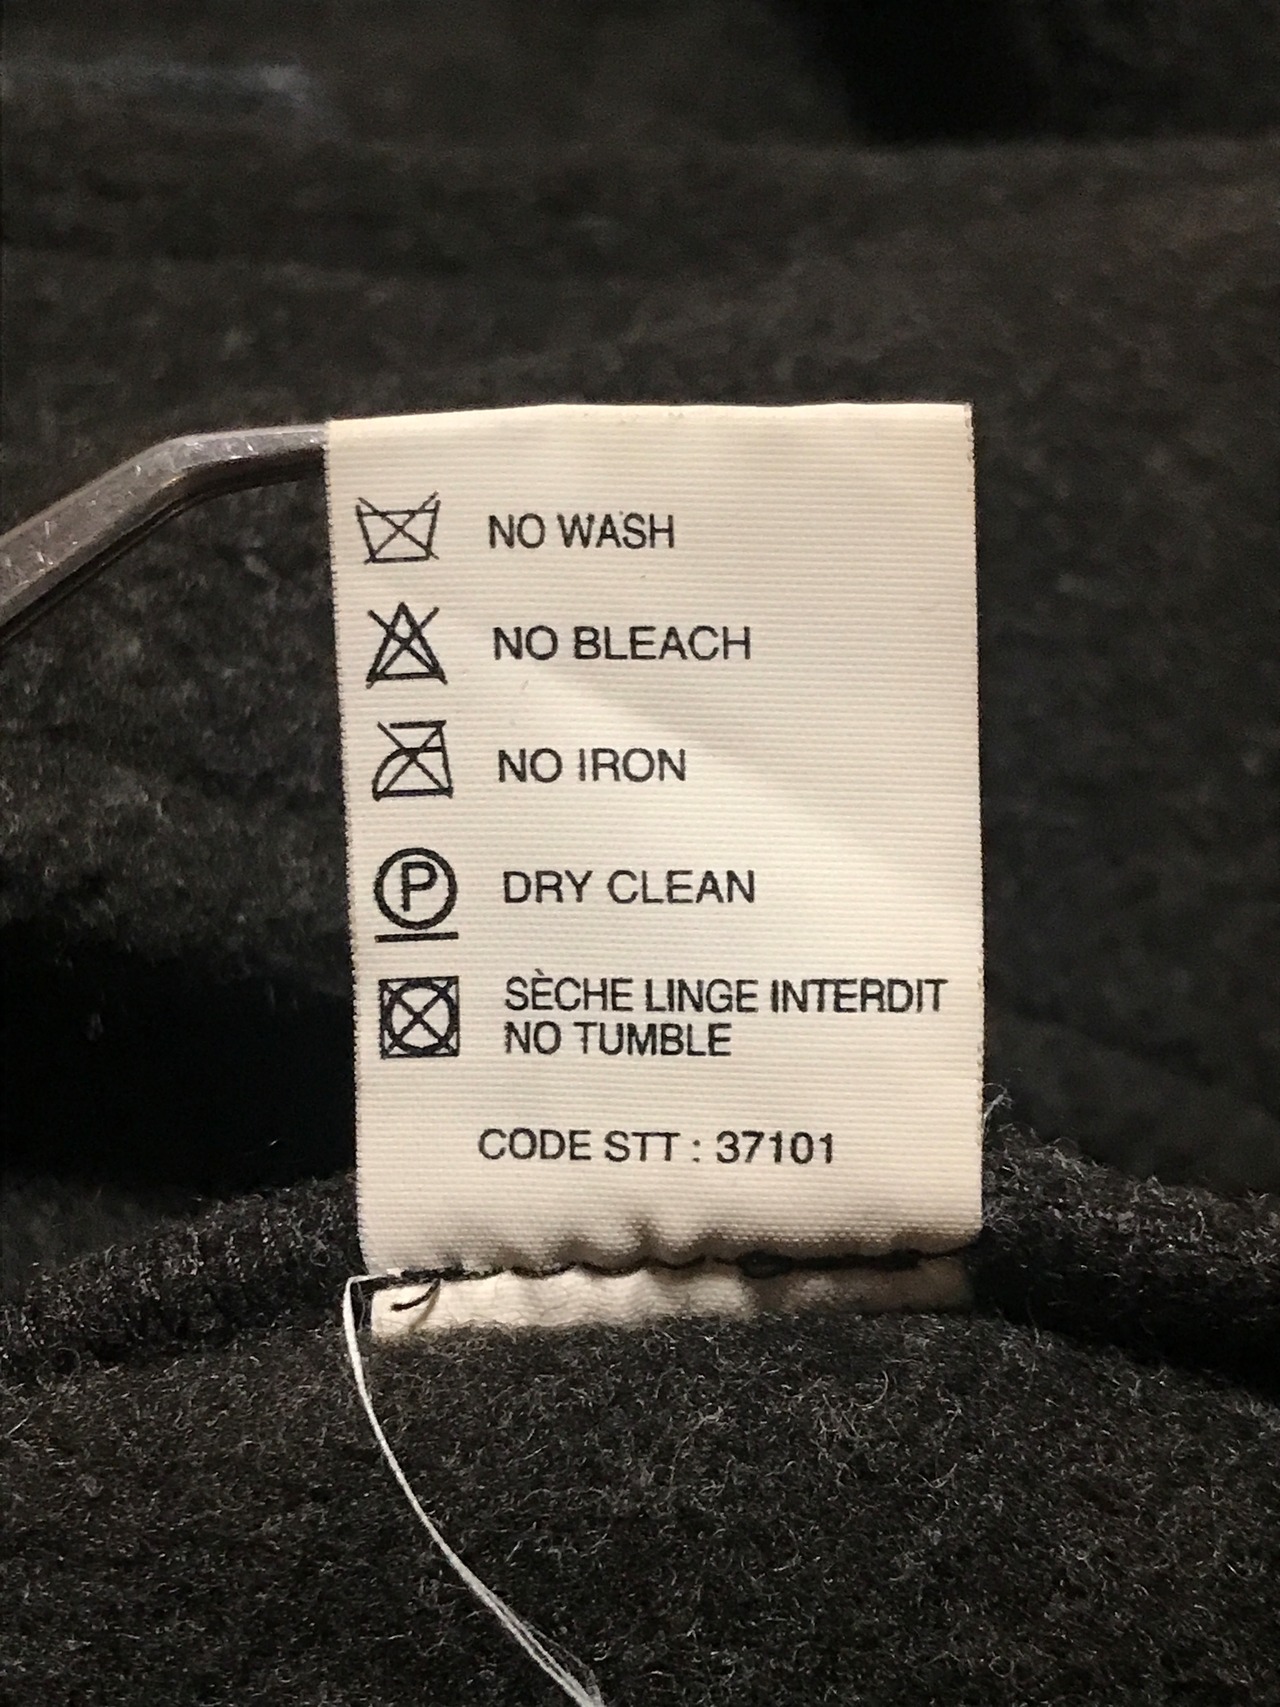 NO WASH
NO BLEACH
NO IRON
P DRY CLEAN
SÈCHE LINGE INTERDIT
NO TUMBLE
CODE STT : 37101